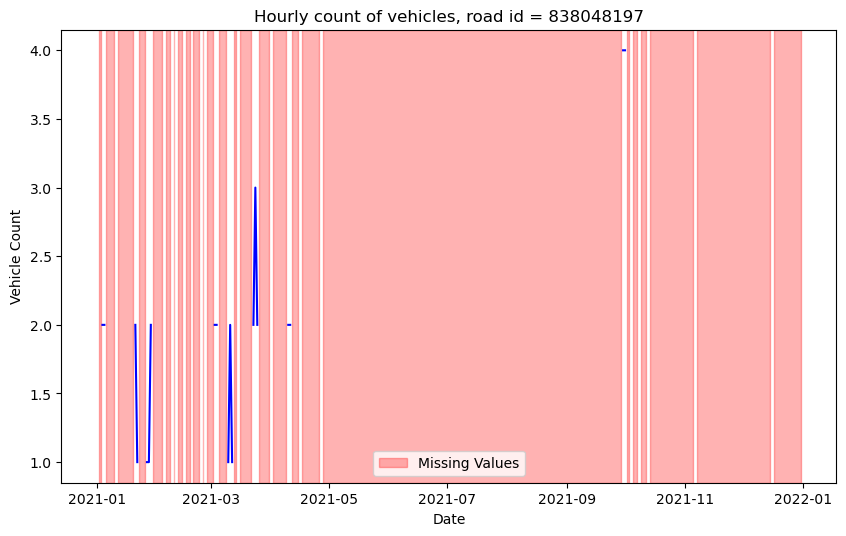 Hourly count of vehicles, road id = 838048197
4.0
3.5
3.0
2.5
2.0
1.5
1.0
Vehicle Count
Missing Values
2021-01 2021-03 2021-05 2021-07 2021-09 2021-11 2022-01
Date